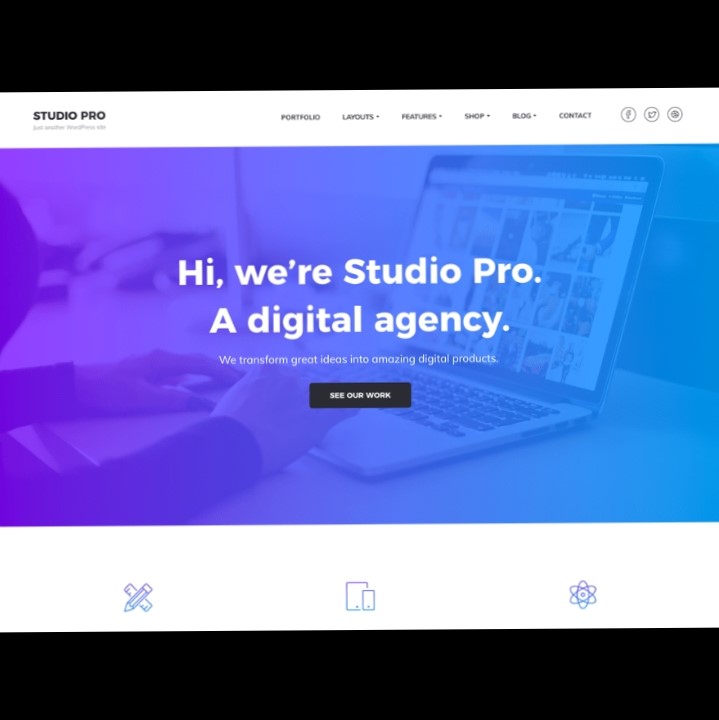 STUDIO PRO
Just another WordPress site
PORTFOLIO
LAYOUTS
FEATURES
SHOP
BLOG
CONTACT
Hi, we're Studio Pro.
A digital agency.
We transform great ideas into amazing digital products.
SEE OUR WORK